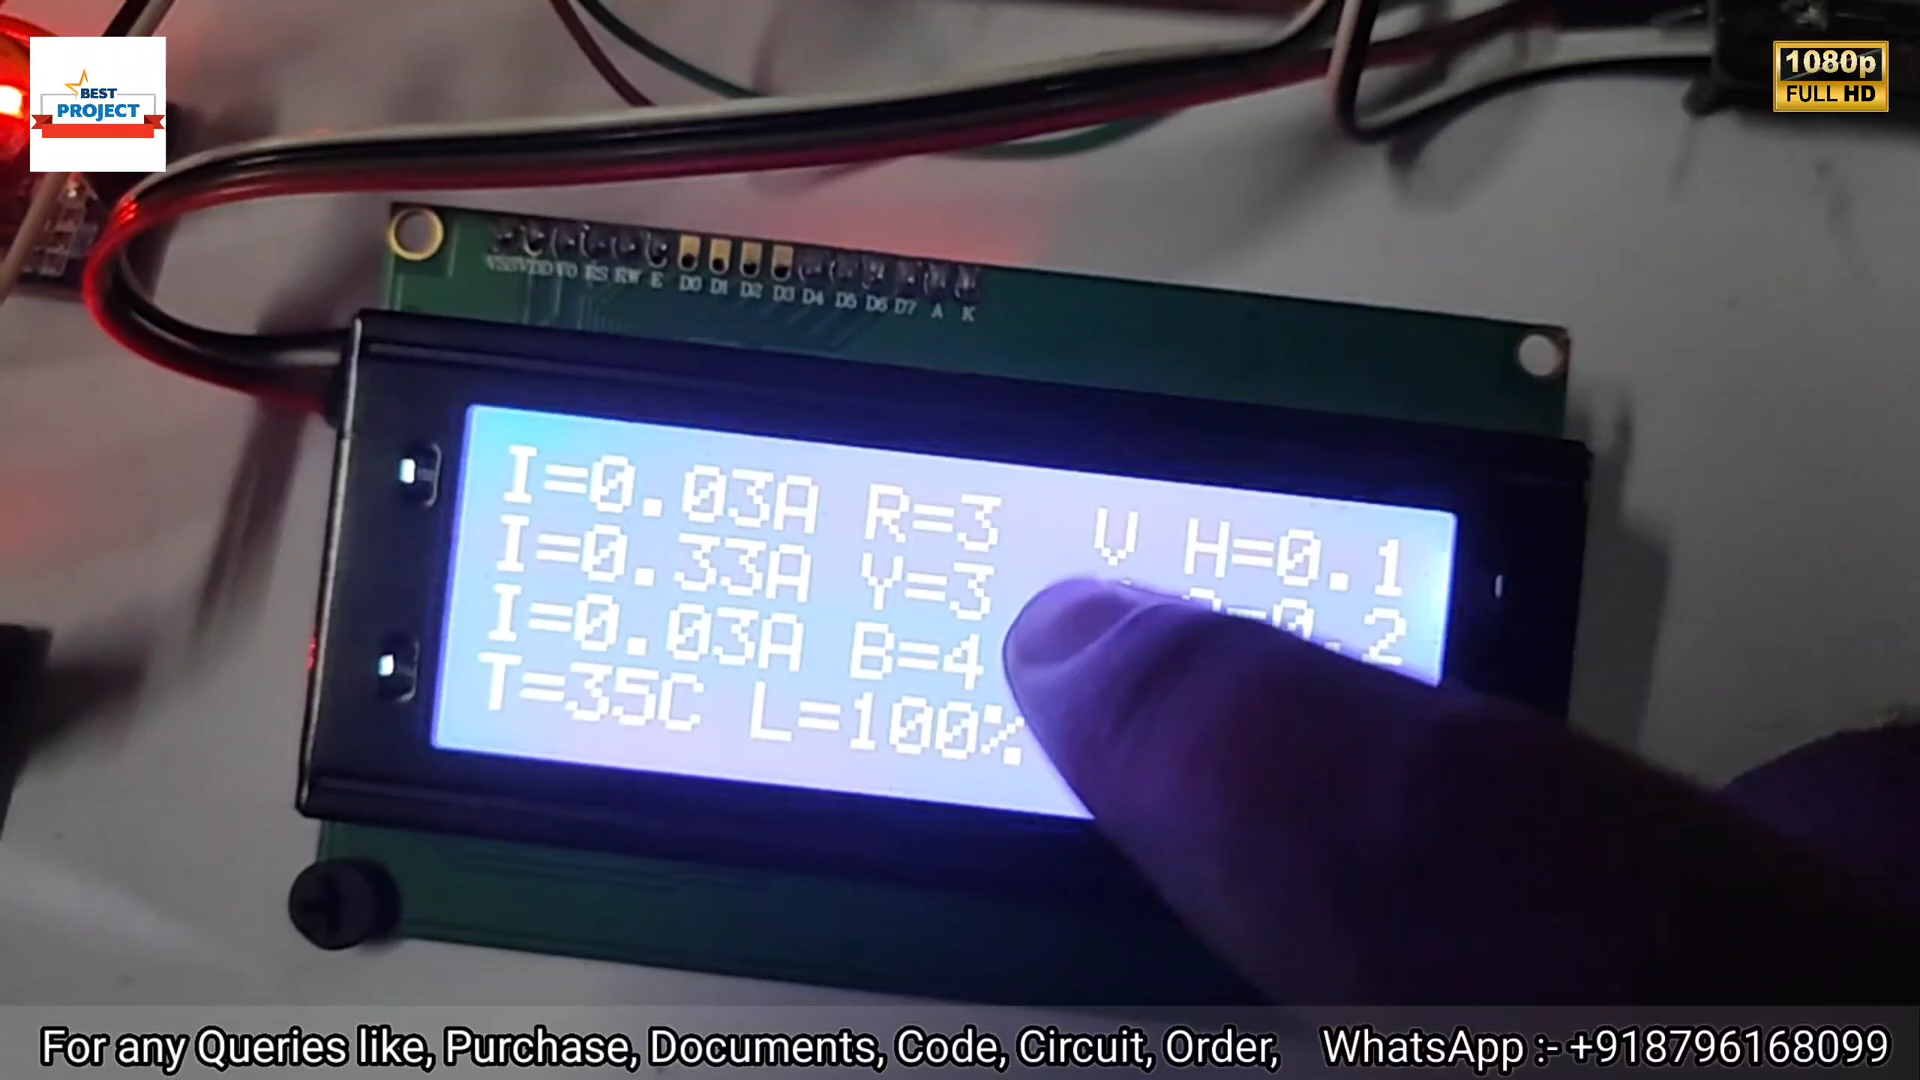 BEST
PROJECT
1080p
FULL HD
VSS VDD V0 RS RW E D0 D1 D2 D3 D4 D5 D6 D7 A K
I=0.03A R=3 V H=0.1
I=0.33A Y=3 =0.2
I=0.03A B=4
T=35C L=100%
For any Queries like, Purchase, Documents, Code, Circuit, Order, WhatsApp :- +918796168099